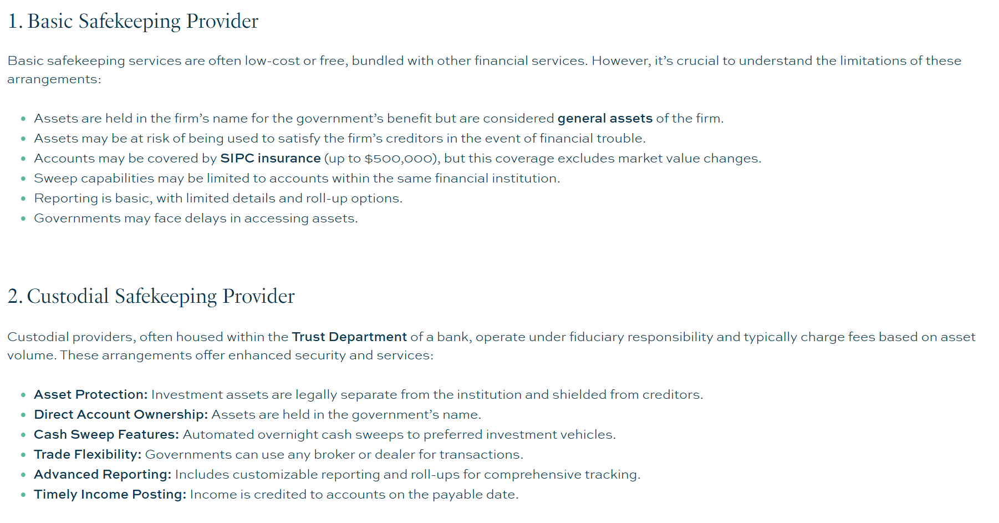 1. Basic Safekeeping Provider
Basic safekeeping services are often low-cost or free, bundled with other financial services. However, it’s crucial to understand the limitations of these
arrangements:
• Assets are held in the firm’s name for the government’s benefit but are considered general assets of the firm.
• Assets may be at risk of being used to satisfy the firm’s creditors in the event of financial trouble.
• Accounts may be covered by SIPC insurance (up to $500,000), but this coverage excludes market value changes.
• Sweep capabilities may be limited to accounts within the same financial institution.
• Reporting is basic, with limited details and roll-up options.
• Governments may face delays in accessing assets.
2. Custodial Safekeeping Provider
Custodial providers, often housed within the Trust Department of a bank, operate under fiduciary responsibility and typically charge fees based on asset
volume. These arrangements offer enhanced security and services:
• Asset Protection: Investment assets are legally separate from the institution and shielded from creditors.
• Direct Account Ownership: Assets are held in the government’s name.
• Cash Sweep Features: Automated overnight cash sweeps to preferred investment vehicles.
• Trade Flexibility: Governments can use any broker or dealer for transactions.
• Advanced Reporting: Includes customizable reporting and roll-ups for comprehensive tracking.
• Timely Income Posting: Income is credited to accounts on the payable date.